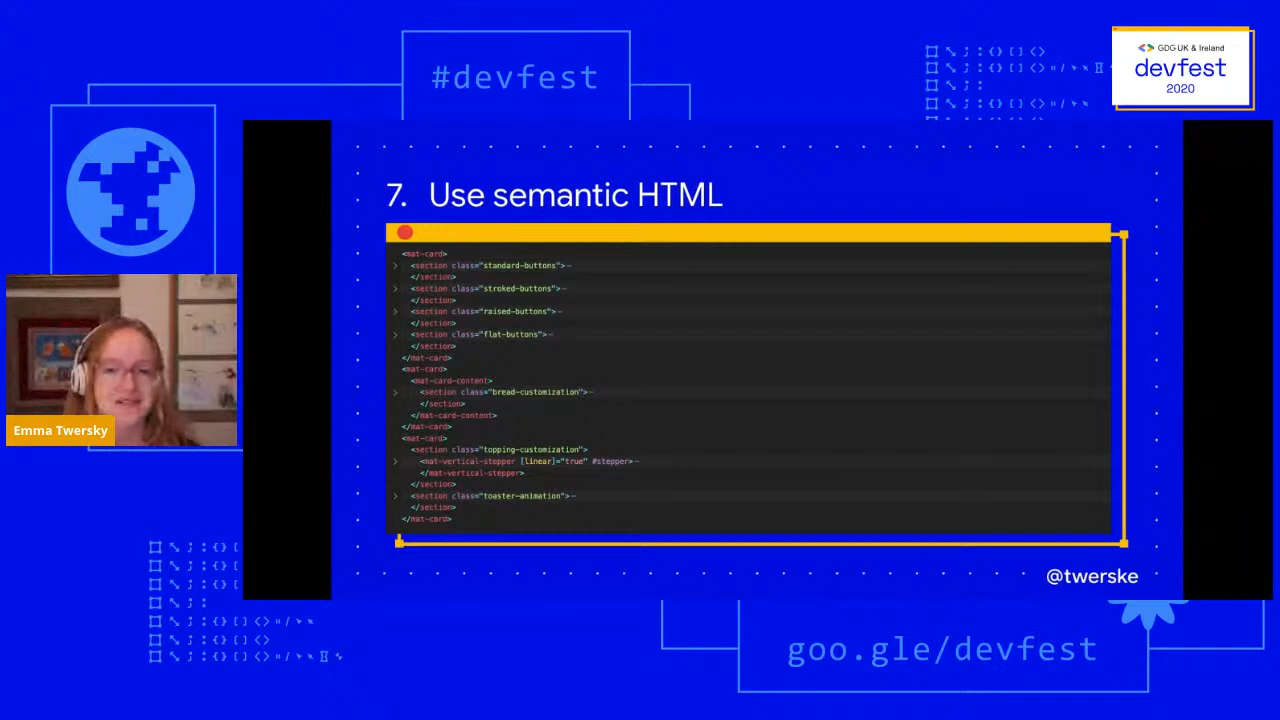 #devfest
GDG UK & Ireland
devfest
2020
7. Use semantic HTML
<mat-card>
<section class="standard-buttons">
</section>
<section class="stroked-buttons">
</section>
<section class="raised-buttons">
</section>
<section class="flat-buttons">
</section>
</mat-card>
<mat-card>
<mat-card-content>
<section class="bread-customization">
</section>
</mat-card-content>
</mat-card>
<mat-card>
<section class="topping-customization">
<mat-vertical-stepper [linear]="true" #stepper>
</mat-vertical-stepper>
</section>
<section class="toaster-animation">
</section>
</mat-card>
Emma Twersky
@twerske
goo.gle/devfest